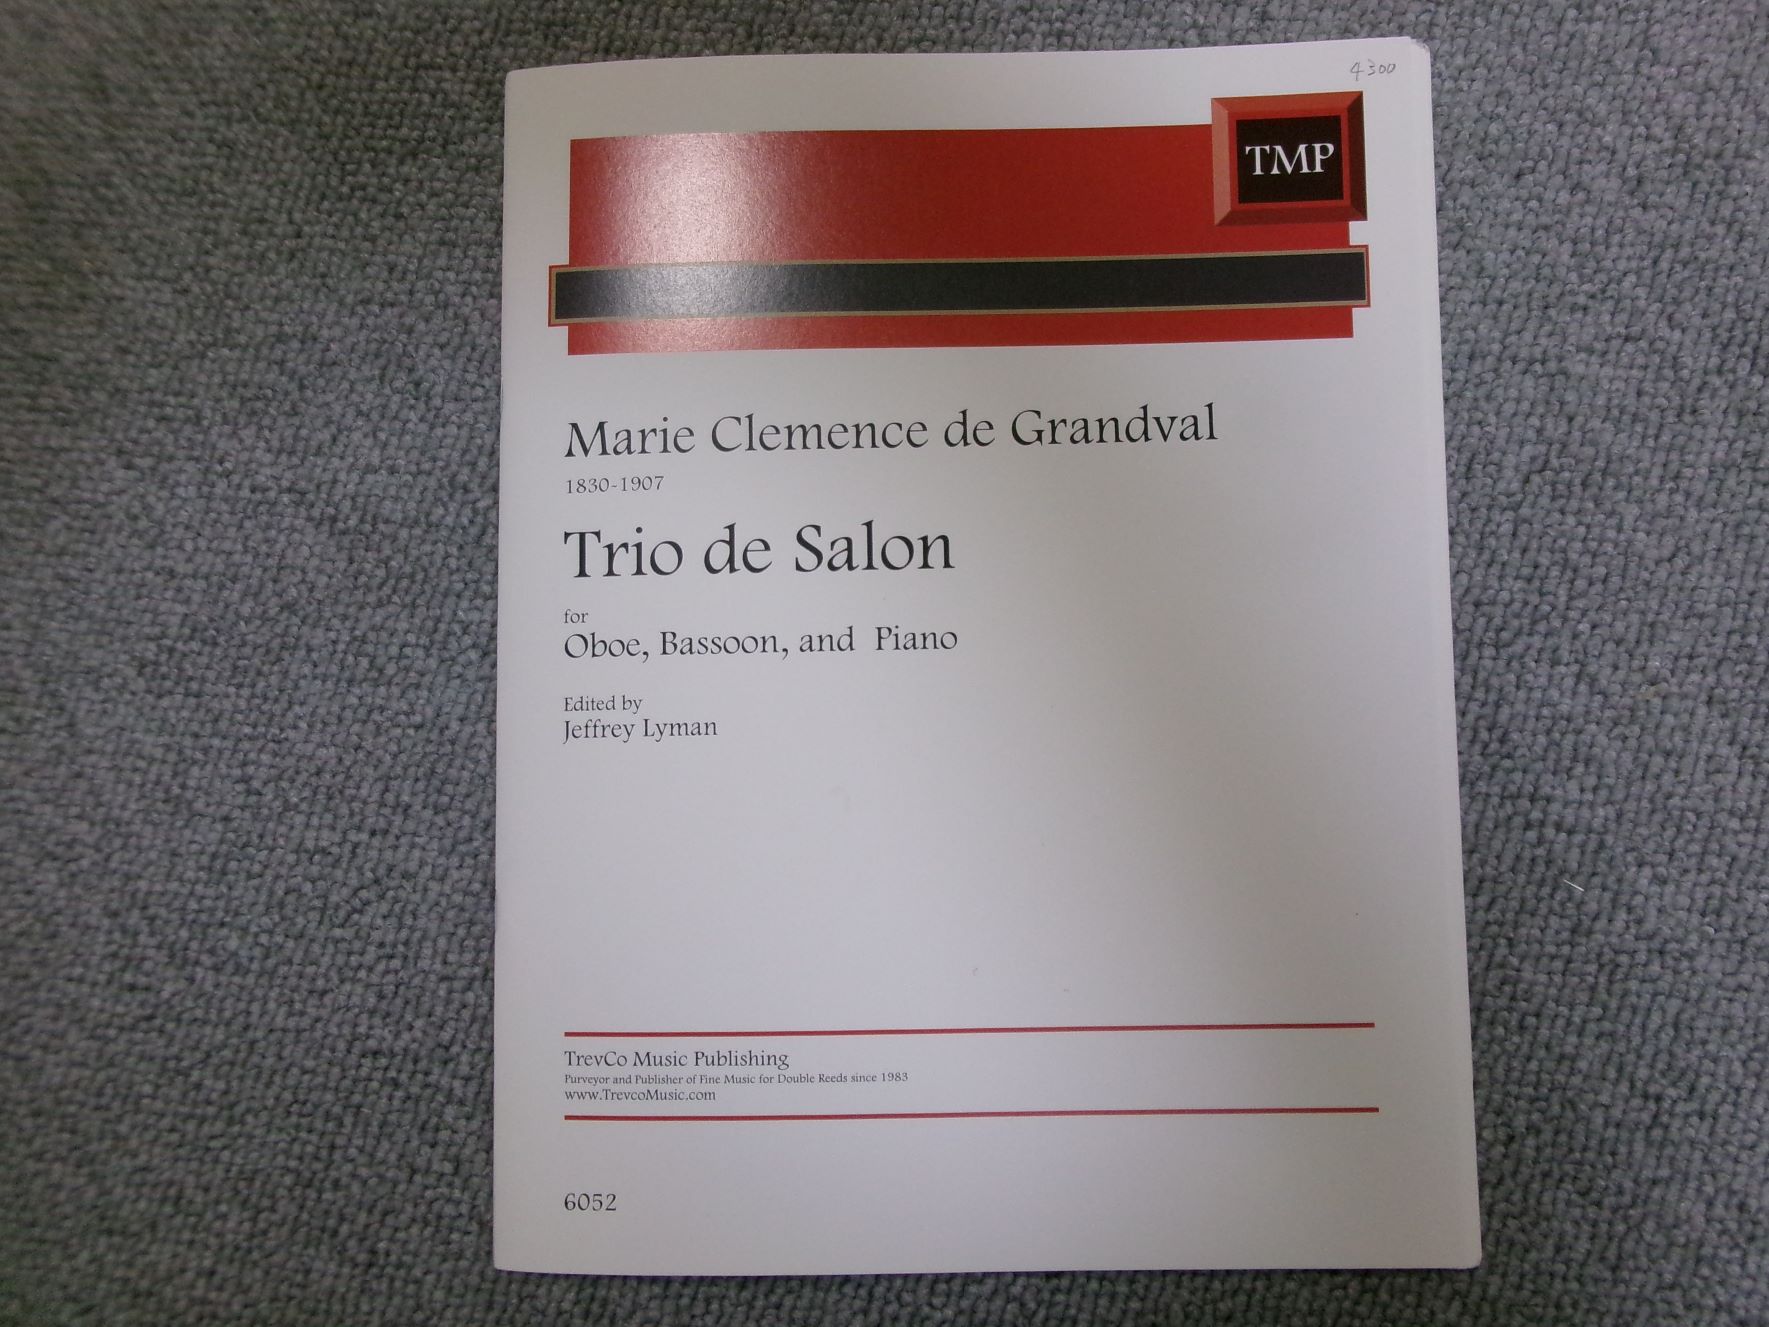 4300
TMP
Marie Clemence de Grandval
1830-1907
Trio de Salon
for
Oboe, Bassoon, and Piano
Edited by
Jeffrey Lyman
TrevCo Music Publishing
Purveyor and Publisher of Fine Music for Double Reeds since 1983
www.TrevcoMusic.com
6052